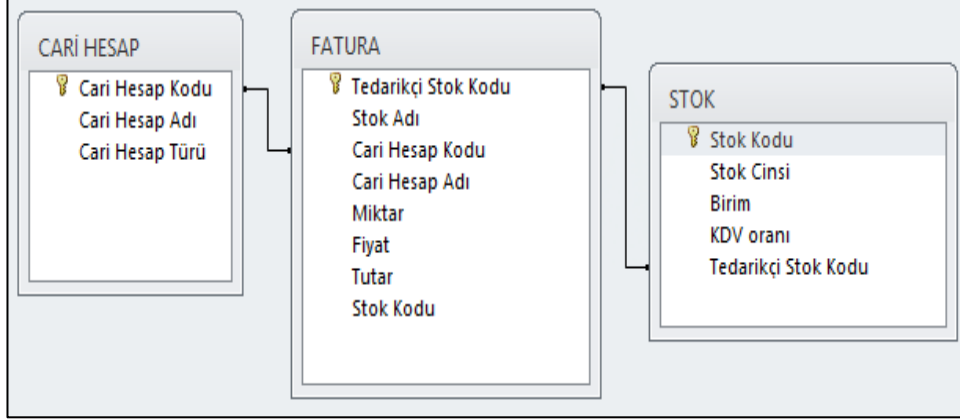 CARİ HESAP
Cari Hesap Kodu
Cari Hesap Adı
Cari Hesap Türü
FATURA
Tedarikçi Stok Kodu
Stok Adı
Cari Hesap Kodu
Cari Hesap Adı
Miktar
Fiyat
Tutar
Stok Kodu
STOK
Stok Kodu
Stok Cinsi
Birim
KDV oranı
Tedarikçi Stok Kodu